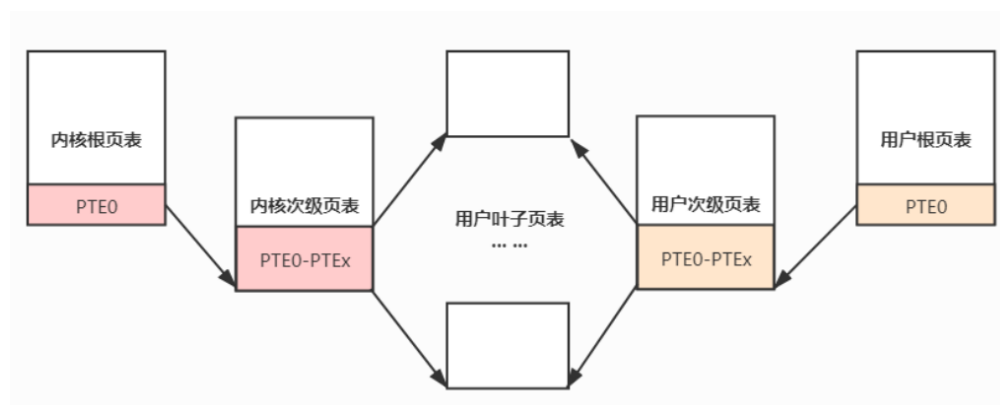 内核根页表
PTE0
内核次级页表
PTE0-PTEx
用户叶子页表
... ...
用户次级页表
PTE0-PTEx
用户根页表
PTE0